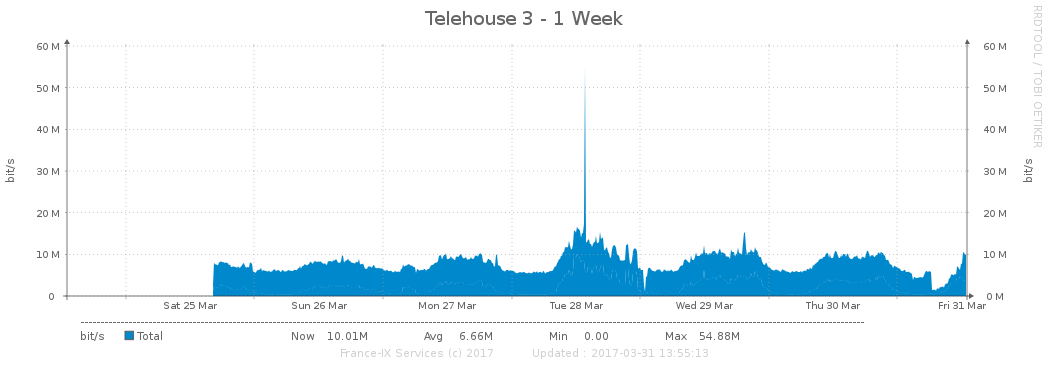 Telehouse 3 - 1 Week
RRDTOOL / TOBI OETIKER
60 M 60 M
50 M 50 M
40 M 40 M
30 M 30 M
20 M 20 M
10 M 10 M
0 0 M
bit/s bit/s
Sat 25 Mar Sun 26 Mar Mon 27 Mar Tue 28 Mar Wed 29 Mar Thu 30 Mar Fri 31 Mar
bit/s Total Now 10.01M Avg 6.66M Min 0.00 Max 54.88M
France-IX Services (c) 2017 Updated : 2017-03-31 13:55:13